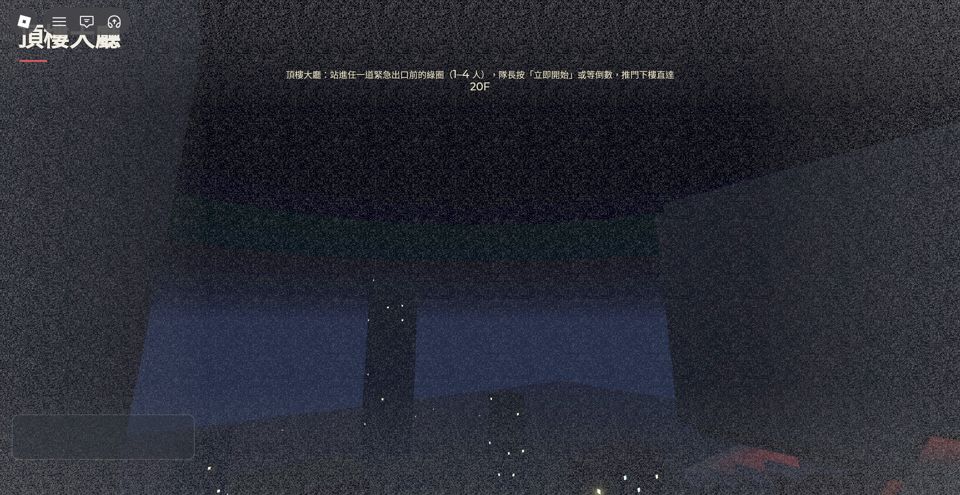 頂樓大廳
頂樓大廳：站進任一道緊急出口前的綠圈（1–4 人），隊長按「立即開始」或等倒數，推門下樓直達
20F